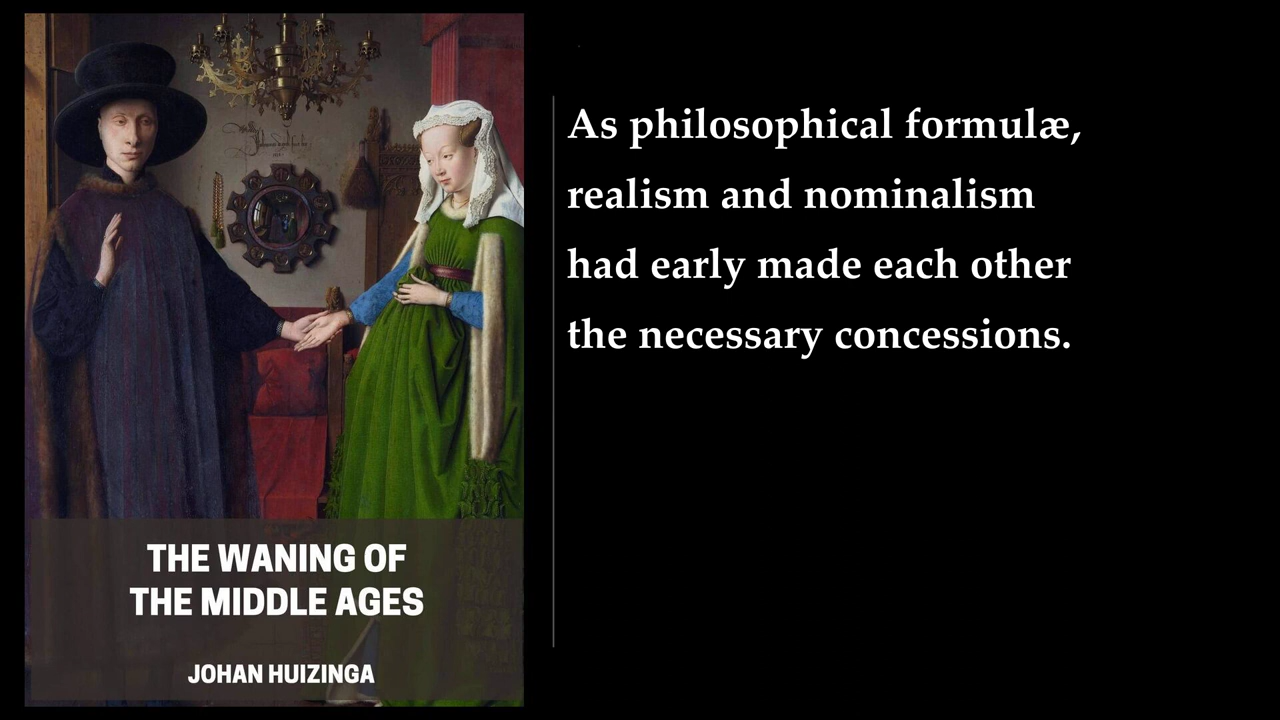 THE WANING OF
THE MIDDLE AGES
JOHAN HUIZINGA
As philosophical formulæ,
realism and nominalism
had early made each other
the necessary concessions.